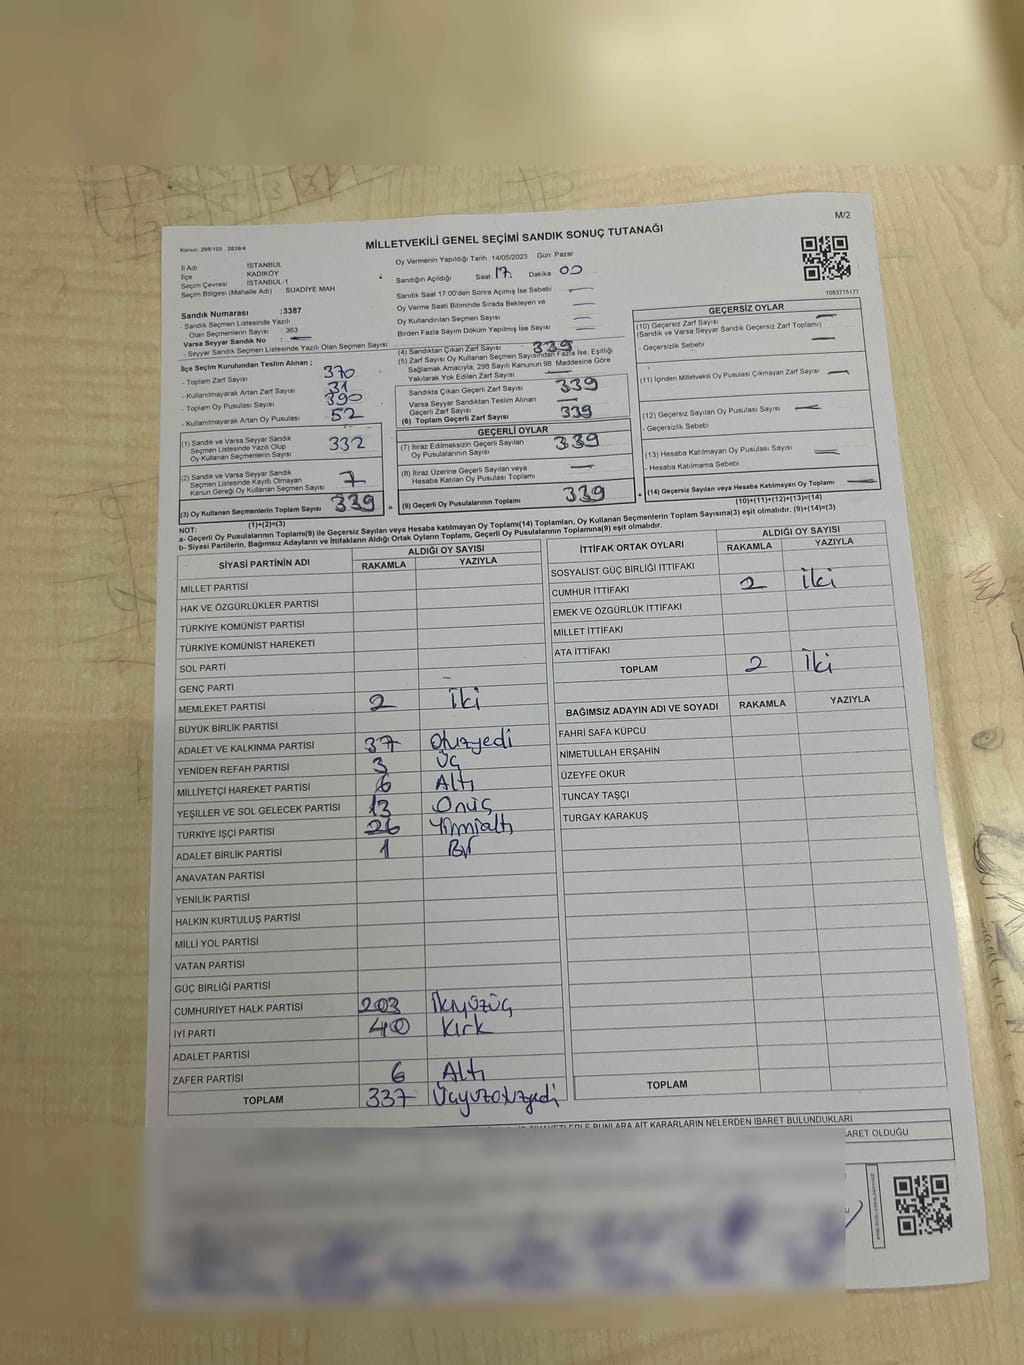 M/2
Kanun: 298/105 , 2839/4
MİLLETVEKİLİ GENEL SEÇİMİ SANDIK SONUÇ TUTANAĞI
1083775177
İl Adı İSTANBUL
İlçe KADIKÖY
Seçim Çevresi İSTANBUL-1
Seçim Bölgesi (Mahalle Adı) SUADİYE MAH
Sandık Numarası :3387
- Sandık Seçmen Listesinde Yazılı
Olan Seçmenlerin Sayısı 363
Varsa Seyyar Sandık No : —
- Seyyar Sandık Seçmen Listesinde Yazılı Olan Seçmen Sayısı
İlçe Seçim Kurulundan Teslim Alınan ;
- Toplam Zarf Sayısı 370
- Kullanılmayarak Artan Zarf Sayısı 31
- Toplam Oy Pusulası Sayısı 390
- Kullanılmayarak Artan Oy Pusulası 52
(1) Sandık ve Varsa Seyyar Sandık
Seçmen Listesinde Yazılı Olup
Oy Kullanan Seçmenlerin Sayısı 332
(2) Sandık ve Varsa Seyyar Sandık
Seçmen Listesinde Kayıtlı Olmayan
Kanun Gereği Oy Kullanan Seçmen Sayısı 7
(3) Oy Kullanan Seçmenlerin Toplam Sayısı 339
(1)+(2)=(3)
Oy Vermenin Yapıldığı Tarih :14/05/2023 Gün: Pazar
Sandığın Açıldığı Saat 17. Dakika 00
Sandık Saat 17:00'den Sonra Açılmış İse Sebebi —
Oy Verme Saati Bitiminde Sırada Bekleyen ve
Oy Kullandırılan Seçmen Sayısı —
Birden Fazla Sayım Döküm Yapılmış İse Sayısı —
(4) Sandıktan Çıkan Zarf Sayısı 339
(5) Zarf Sayısı Oy Kullanan Seçmen Sayısından Fazla İse, Eşitliği
Sağlamak Amacıyla, 298 Sayılı Kanunun 98. Maddesine Göre
Yakılarak Yok Edilen Zarf Sayısı —
Sandıkta Çıkan Geçerli Zarf Sayısı 339
Varsa Seyyar Sandıktan Teslim Alınan
Geçerli Zarf Sayısı —
(6) Toplam Geçerli Zarf Sayısı 339
GEÇERLİ OYLAR
(7) İtiraz Edilmeksizin Geçerli Sayılan
Oy Pusulalarının Sayısı 339
(8) İtiraz Üzerine Geçerli Sayılan veya
Hesaba Katılan Oy Pusulası Toplamı —
= (9) Geçerli Oy Pusulalarının Toplamı 339 +
GEÇERSİZ OYLAR
(10) Geçersiz Zarf Sayısı
(Sandık ve Varsa Seyyar Sandık Geçersiz Zarf Toplamı) —
- Geçersizlik Sebebi —
(11) İçinden Milletvekili Oy Pusulası Çıkmayan Zarf Sayısı —
(12) Geçersiz Sayılan Oy Pusulası Sayısı —
- Geçersizlik Sebebi
(13) Hesaba Katılmayan Oy Pusulası Sayısı —
- Hesaba Katılmama Sebebi —
(14) Geçersiz Sayılan veya Hesaba Katılmayan Oy Toplamı —
(10)+(11)+(12)+(13)=(14)
NOT:
a- Geçerli Oy Pusulalarının Toplamı(9) ile Geçersiz Sayılan veya Hesaba katılmayan Oy Toplamı(14) Toplamları, Oy Kullanan Seçmenlerin Toplam Sayısına(3) eşit olmalıdır. (9)+(14)=(3)
b- Siyasi Partilerin, Bağımsız Adayların ve İttifakların Aldığı Ortak Oyların Toplamı, Geçerli Oy Pusulalarının Toplamına(9) eşit olmalıdır.
SİYASİ PARTİNİN ADI ALDIĞI OY SAYISI
RAKAMLA YAZIYLA
MİLLET PARTİSİ
HAK VE ÖZGÜRLÜKLER PARTİSİ
TÜRKİYE KOMÜNİST PARTİSİ
TÜRKİYE KOMÜNİST HAREKETİ
SOL PARTİ
GENÇ PARTİ
MEMLEKET PARTİSİ 2 İki
BÜYÜK BİRLİK PARTİSİ
ADALET VE KALKINMA PARTİSİ 37 Otuzyedi
YENİDEN REFAH PARTİSİ 3 Üç
MİLLİYETÇİ HAREKET PARTİSİ 6 Altı
YEŞİLLER VE SOL GELECEK PARTİSİ 13 Onüç
TÜRKİYE İŞÇİ PARTİSİ 26 Yirmialtı
ADALET BİRLİK PARTİSİ 1 Bir
ANAVATAN PARTİSİ
YENİLİK PARTİSİ
HALKIN KURTULUŞ PARTİSİ
MİLLİ YOL PARTİSİ
VATAN PARTİSİ
GÜÇ BİRLİĞİ PARTİSİ
CUMHURİYET HALK PARTİSİ 203 İkiyüzüç
İYİ PARTİ 40 Kırk
ADALET PARTİSİ
ZAFER PARTİSİ 6 Altı
TOPLAM 337 Üçyüzotuzyedi
İTTİFAK ORTAK OYLARI ALDIĞI OY SAYISI
RAKAMLA YAZIYLA
SOSYALİST GÜÇ BİRLİĞİ İTTİFAKI
CUMHUR İTTİFAKI 2 İki
EMEK VE ÖZGÜRLÜK İTTİFAKI
MİLLET İTTİFAKI
ATA İTTİFAKI
TOPLAM 2 İki
BAĞIMSIZ ADAYIN ADI VE SOYADI RAKAMLA YAZIYLA
FAHRİ SAFA KÜPCÜ
NİMETULLAH ERŞAHİN
ÜZEYFE OKUR
TUNCAY TAŞÇI
TURGAY KARAKUŞ
TOPLAM
BUNLARA AİT KARARLARIN NELERDEN İBARET BULUNDUKLARI
BARET OLDUĞU